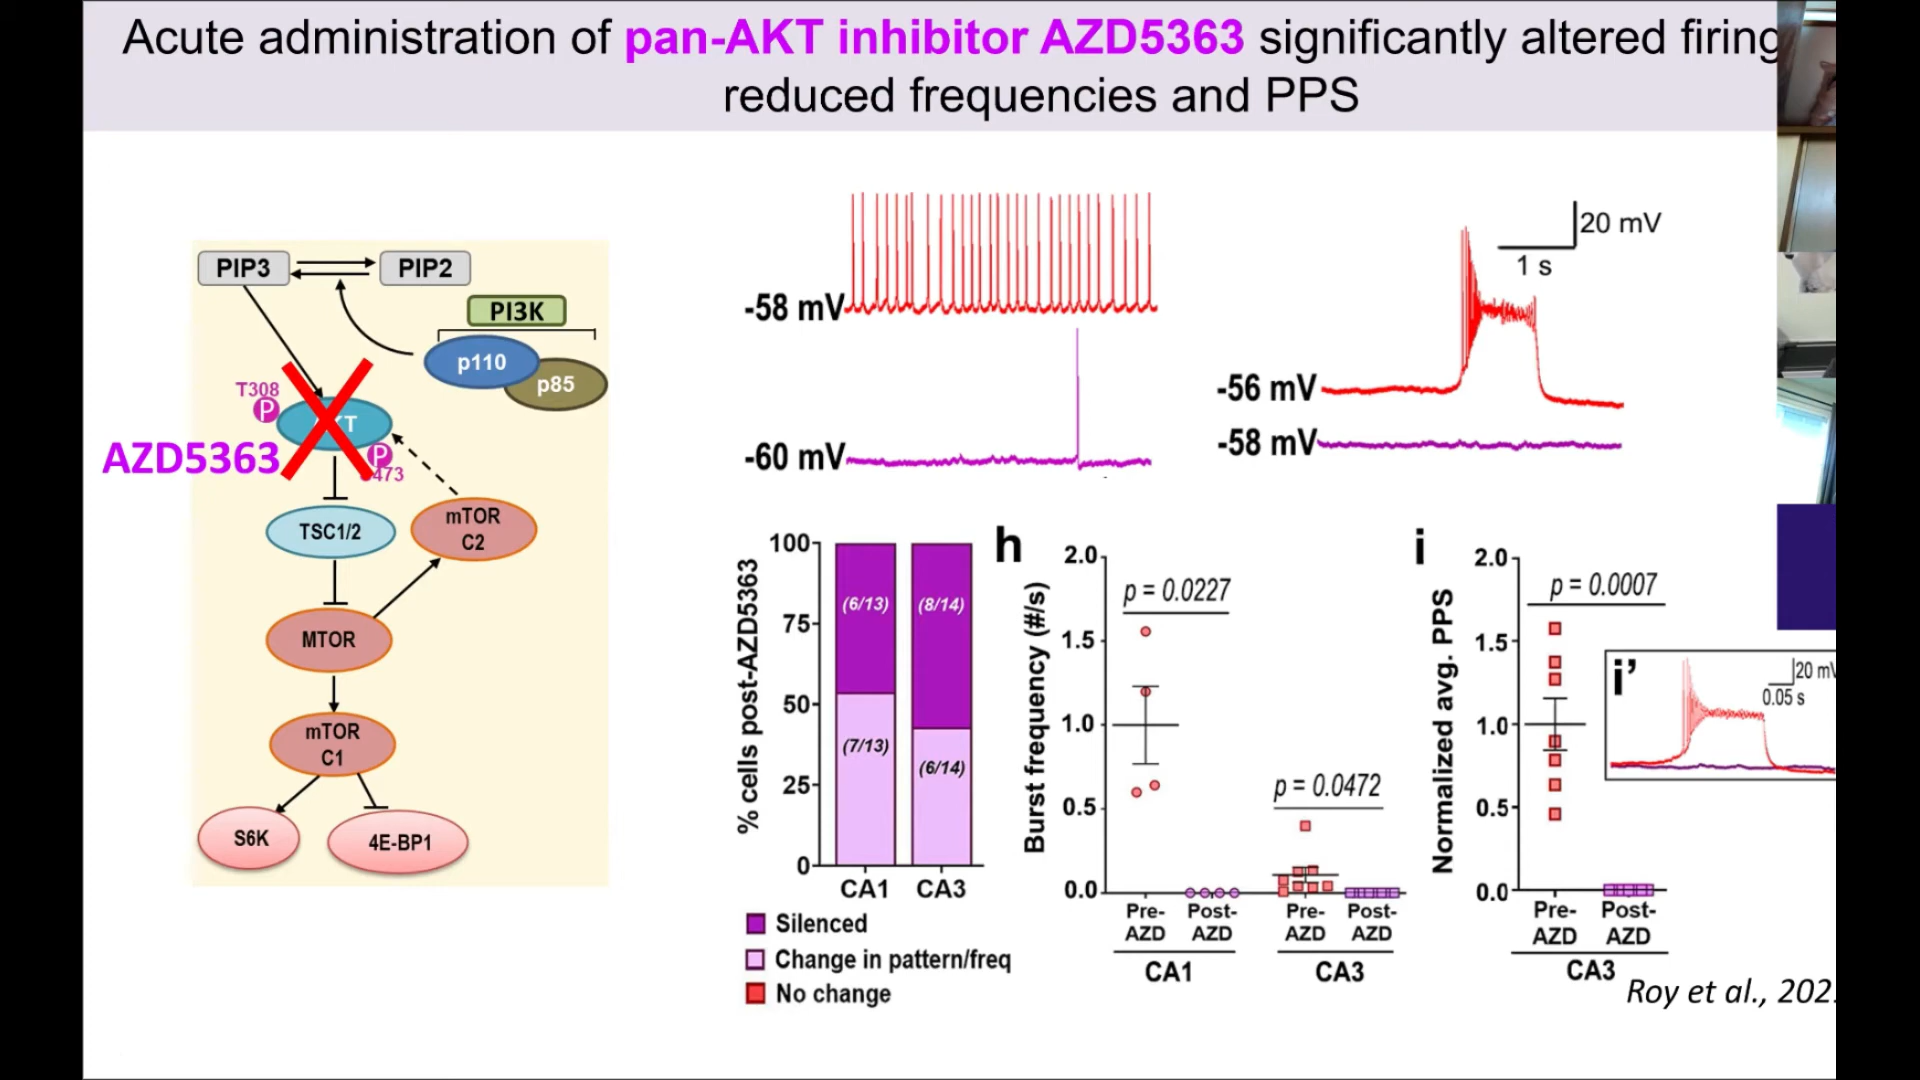 Acute administration of pan-AKT inhibitor AZD5363 significantly altered firing
reduced frequencies and PPS
PIP3
PIP2
PI3K
p110
p85
T308
P
AZD5363
P
473
TSC1/2
mTOR
C2
MTOR
mTOR
C1
S6K
4E-BP1
-58 mV
-60 mV
20 mV
1 s
-56 mV
-58 mV
% cells post-AZD5363
100
75
50
25
0
(6/13)
(8/14)
(7/13)
(6/14)
CA1
CA3
Silenced
Change in pattern/freq
No change
h
Burst frequency (#/s)
2.0
1.5
1.0
0.5
0.0
p = 0.0227
p = 0.0472
Pre-
AZD
Post-
AZD
Pre-
AZD
Post-
AZD
CA1
CA3
i
Normalized avg. PPS
2.0
1.5
1.0
0.5
0.0
p = 0.0007
i’
20 mV
0.05 s
Pre-
AZD
Post-
AZD
CA3
Roy et al.,